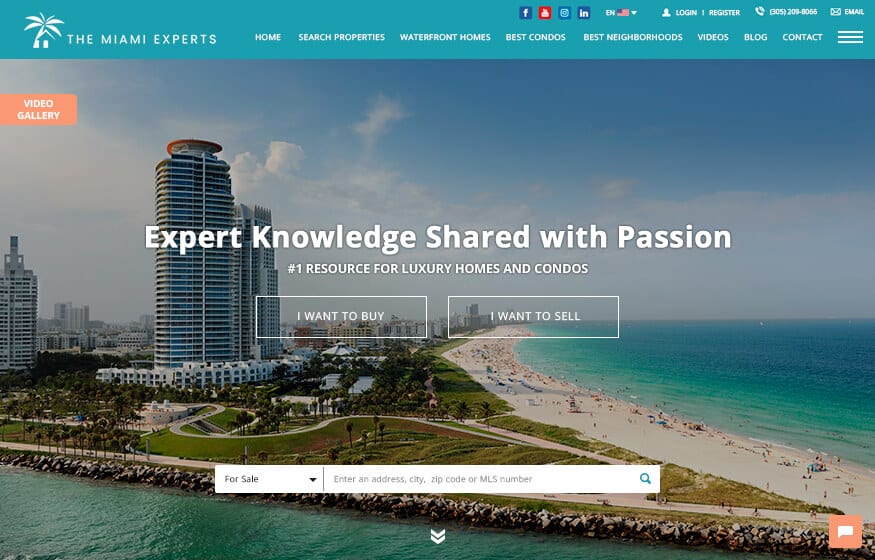 EN
LOGIN | REGISTER
(305) 209-8066
EMAIL
THE MIAMI EXPERTS
HOME
SEARCH PROPERTIES
WATERFRONT HOMES
BEST CONDOS
BEST NEIGHBORHOODS
VIDEOS
BLOG
CONTACT
VIDEO
GALLERY
Expert Knowledge Shared with Passion
#1 RESOURCE FOR LUXURY HOMES AND CONDOS
I WANT TO BUY
I WANT TO SELL
For Sale
Enter an address, city, zip code or MLS number